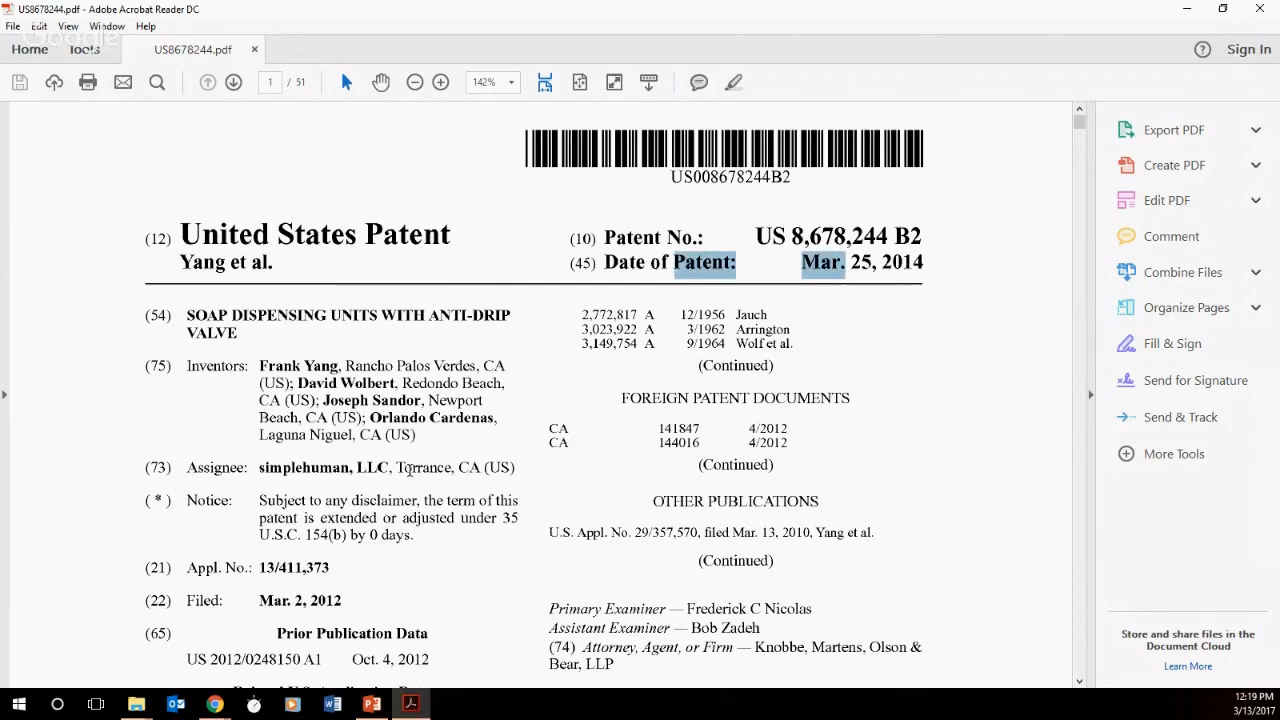 US8678244.pdf - Adobe Acrobat Reader DC
File Edit View Window Help
Google
Home Tools US8678244.pdf × Sign In
1 / 51 142%
US008678244B2
(12) United States Patent
Yang et al.
(10) Patent No.: US 8,678,244 B2
(45) Date of Patent: Mar. 25, 2014
(54) SOAP DISPENSING UNITS WITH ANTI-DRIP
VALVE
(75) Inventors: Frank Yang, Rancho Palos Verdes, CA
(US); David Wolbert, Redondo Beach,
CA (US); Joseph Sandor, Newport
Beach, CA (US); Orlando Cardenas,
Laguna Niguel, CA (US)
(73) Assignee: simplehuman, LLC, Torrance, CA (US)
( * ) Notice: Subject to any disclaimer, the term of this
patent is extended or adjusted under 35
U.S.C. 154(b) by 0 days.
(21) Appl. No.: 13/411,373
(22) Filed: Mar. 2, 2012
(65) Prior Publication Data
US 2012/0248150 A1 Oct. 4, 2012
2,772,817 A 12/1956 Jauch
3,023,922 A 3/1962 Arrington
3,149,754 A 9/1964 Wolf et al.
(Continued)
FOREIGN PATENT DOCUMENTS
CA 141847 4/2012
CA 144016 4/2012
(Continued)
OTHER PUBLICATIONS
U.S. Appl. No. 29/357,570, filed Mar. 13, 2010, Yang et al.
(Continued)
Primary Examiner — Frederick C Nicolas
Assistant Examiner — Bob Zadeh
(74) Attorney, Agent, or Firm — Knobbe, Martens, Olson &
Bear, LLP
Export PDF
Create PDF
Edit PDF
Comment
Combine Files
Organize Pages
Fill & Sign
Send for Signature
Send & Track
More Tools
Store and share files in the
Document Cloud
Learn More
12:19 PM
3/13/2017